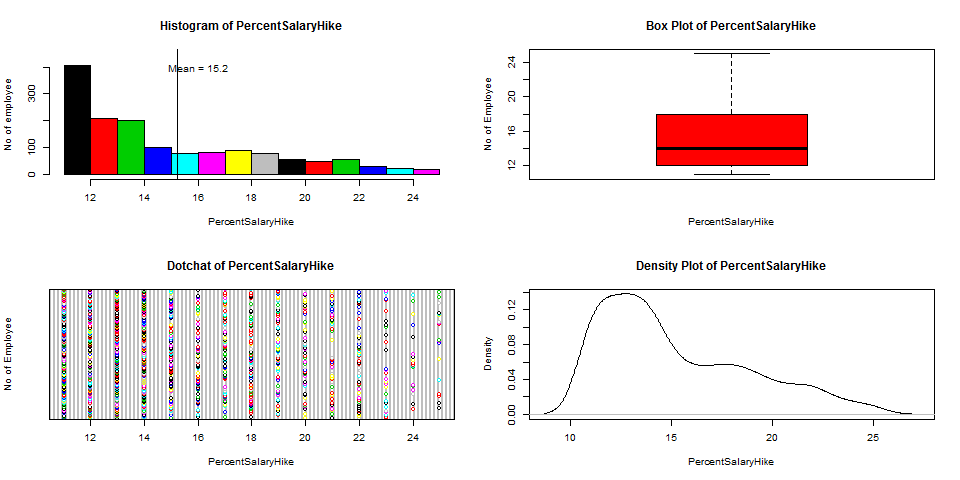 Histogram of PercentSalaryHike
No of employee
0 100 300
Mean = 15.2
12 14 16 18 20 22 24
PercentSalaryHike
Box Plot of PercentSalaryHike
No of Employee
12 16 20 24
PercentSalaryHike
Dotchat of PercentSalaryHike
No of Employee
12 14 16 18 20 22 24
PercentSalaryHike
Density Plot of PercentSalaryHike
Density
0.00 0.04 0.08 0.12
10 15 20 25
PercentSalaryHike